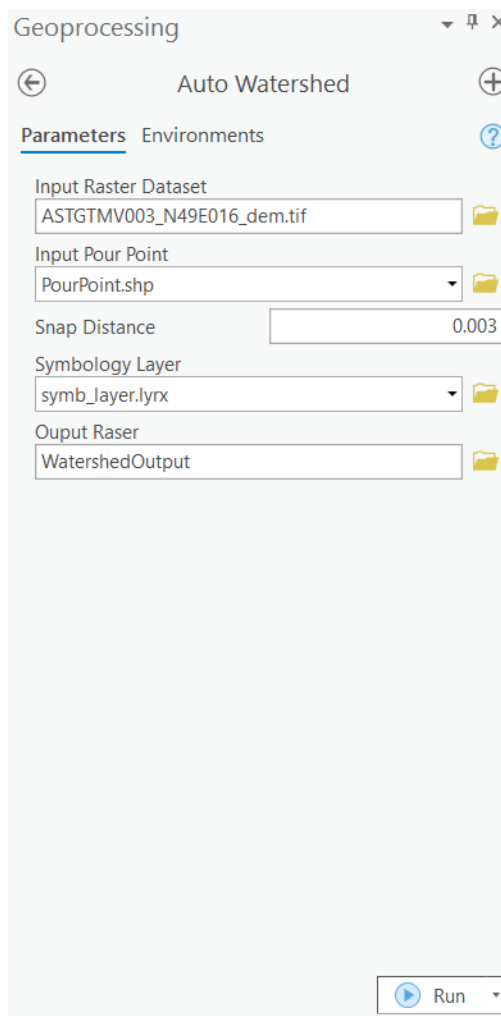 Geoprocessing
Auto Watershed
Parameters Environments
Input Raster Dataset
ASTGTMV003_N49E016_dem.tif
Input Pour Point
PourPoint.shp
Snap Distance 0.003
Symbology Layer
symb_layer.lyrx
Ouput Raser
WatershedOutput
Run